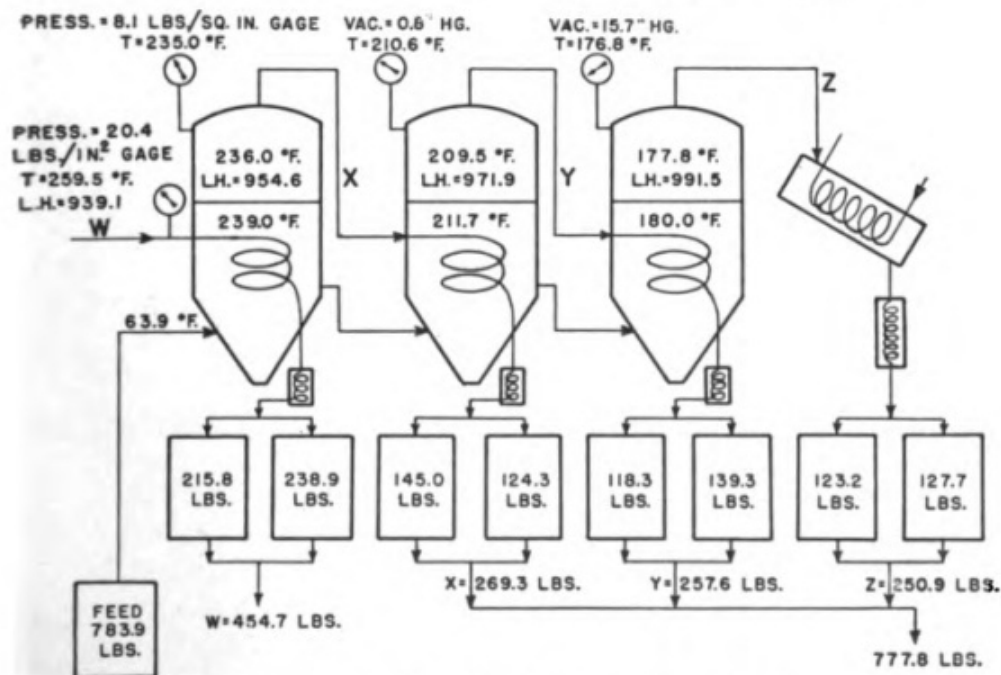 PRESS. = 8.1 LBS./SQ. IN. GAGE
T=235.0 °F.
VAC.=0.6" HG.
T=210.6 °F.
VAC.=15.7" HG.
T=176.8 °F.
Z
PRESS. = 20.4
LBS./IN.² GAGE
T=259.5 °F.
L.H.=939.1
W
236.0 °F.
L.H.=954.6
239.0 °F.
X
209.5 °F.
L.H.=971.9
211.7 °F.
Y
177.8 °F.
L.H.=991.5
180.0 °F.
63.9 °F.
215.8
LBS.
238.9
LBS.
145.0
LBS.
124.3
LBS.
118.3
LBS.
139.3
LBS.
123.2
LBS.
127.7
LBS.
FEED
783.9
LBS.
W=454.7 LBS.
X=269.3 LBS.
Y=257.6 LBS.
Z=250.9 LBS.
777.8 LBS.